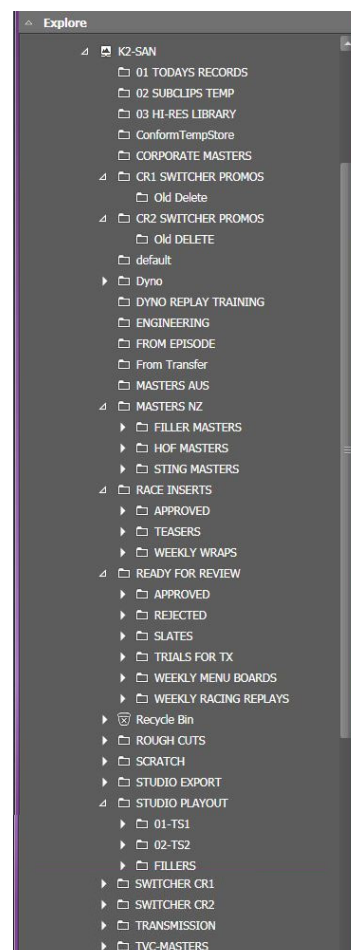 Explore
K2-SAN
01 TODAYS RECORDS
02 SUBCLIPS TEMP
03 HI-RES LIBRARY
ConformTempStore
CORPORATE MASTERS
CR1 SWITCHER PROMOS
Old Delete
CR2 SWITCHER PROMOS
Old DELETE
default
Dyno
DYNO REPLAY TRAINING
ENGINEERING
FROM EPISODE
From Transfer
MASTERS AUS
MASTERS NZ
FILLER MASTERS
HOF MASTERS
STING MASTERS
RACE INSERTS
APPROVED
TEASERS
WEEKLY WRAPS
READY FOR REVIEW
APPROVED
REJECTED
SLATES
TRIALS FOR TX
WEEKLY MENU BOARDS
WEEKLY RACING REPLAYS
Recycle Bin
ROUGH CUTS
SCRATCH
STUDIO EXPORT
STUDIO PLAYOUT
01-TS1
02-TS2
FILLERS
SWITCHER CR1
SWITCHER CR2
TRANSMISSION
TVC-MASTERS